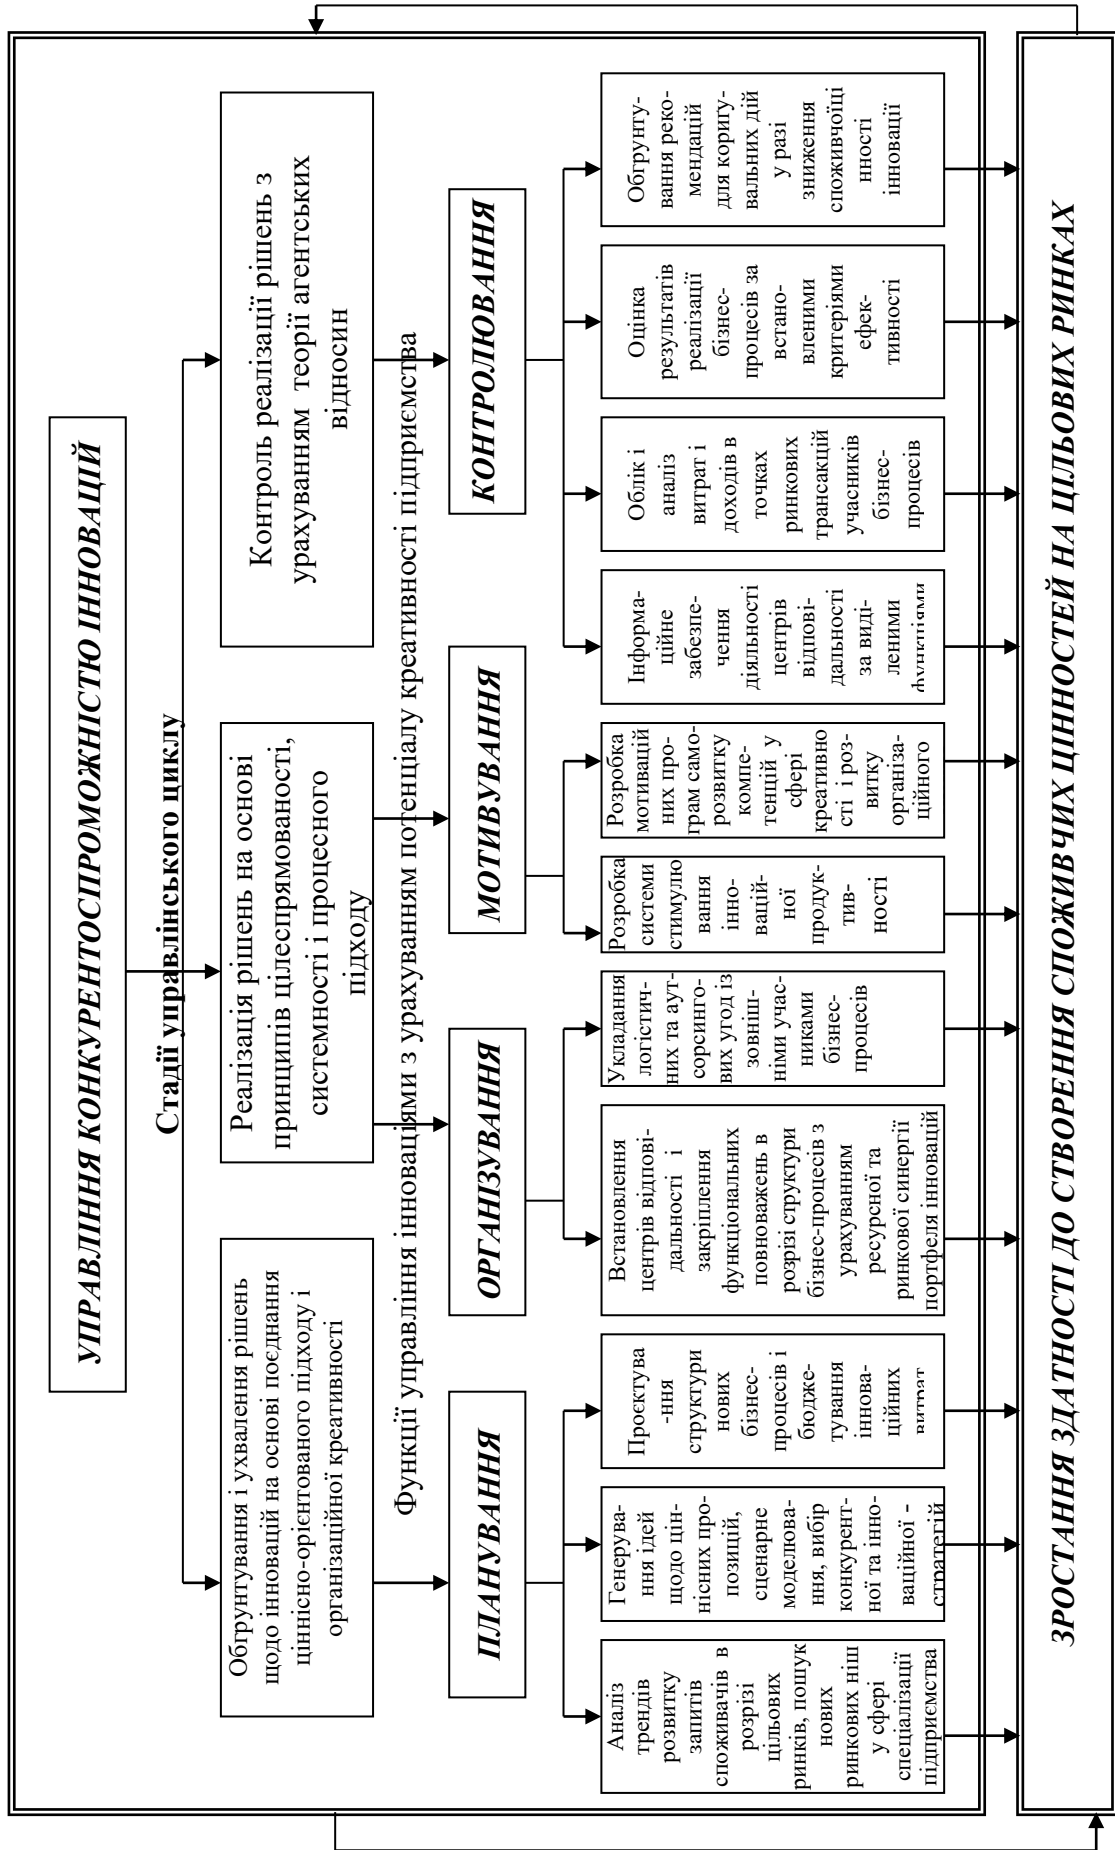 УПРАВЛІННЯ КОНКУРЕНТОСПРОМОЖНІСТЮ ІННОВАЦІЙ
Стадії управлінського циклу
Обґрунтування і ухвалення рішень
щодо інновацій на основі поєднання
ціннісно-орієнтованого підходу і
організаційної креативності
Реалізація рішень на основі
принципів цілеспрямованості,
системності і процесного
підходу
Контроль реалізації рішень з
урахуванням теорії агентських
відносин
Функції управління інноваціями з урахуванням потенціалу креативності підприємства
ПЛАНУВАННЯ
ОРГАНІЗУВАННЯ
МОТИВУВАННЯ
КОНТРОЛЮВАННЯ
Аналіз
трендів
розвитку
запитів
споживачів в
розрізі
цільових
ринків, пошук
нових
ринкових ніш
у сфері
спеціалізації
підприємства
Генерува-
ння ідей
щодо цін-
нісних про-
позицій,
сценарне
моделюва-
ння, вибір
конкурент-
ної та інно-
ваційної -
стратегій
Проєктува
-ння
структури
нових
бізнес-
процесів і
бюдже-
тування
іннова-
ційних
витрат
Встановлення
центрів відпові-
дальності і
закріплення
функціональних
повноважень в
розрізі структури
бізнес-процесів з
урахуванням
ресурсної та
ринкової синергії
портфеля інновацій
Укладання
логістич-
них та аут-
сорсинго-
вих угод із
зовніш-
німи учас-
никами
бізнес-
процесів
Розробка
системи
стимулю
вання
інно-
вацій-
ної
продук-
тив-
ності
Розробка
мотивацій
них про-
грам само-
розвитку
компе-
тенцій у
сфері
креативно
сті і роз-
витку
організа-
ційного
Інформа-
ційне
забезпе-
чення
діяльності
центрів
відпові-
дальності
за виді-
леними
функціями
Облік і
аналіз
витрат і
доходів в
точках
ринкових
трансакцій
учасників
бізнес-
процесів
Оцінка
результатів
реалізації
бізнес-
процесів за
встано-
вленими
критеріями
ефек-
тивності
Обґрунту-
вання реко-
мендацій
для коригу-
вальних дій
у разі
зниження
споживчоїці
нності
інновації
ЗРОСТАННЯ ЗДАТНОСТІ ДО СТВОРЕННЯ СПОЖИВЧИХ ЦІННОСТЕЙ НА ЦІЛЬОВИХ РИНКАХ